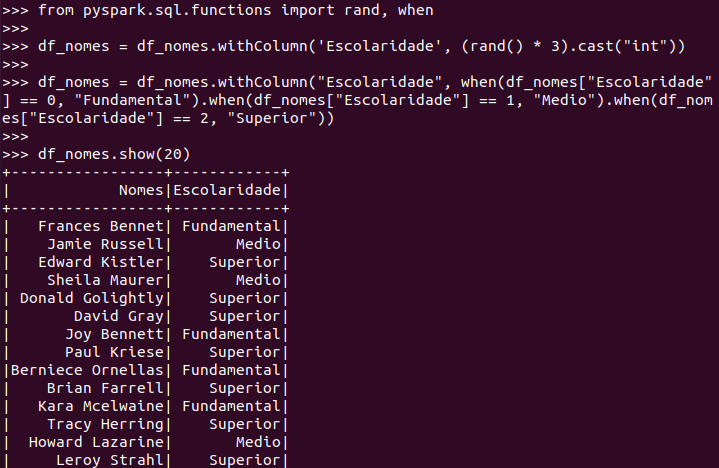 >>> from pyspark.sql.functions import rand, when
>>>
>>> df_nomes = df_nomes.withColumn('Escolaridade', (rand() * 3).cast("int"))
>>>
>>> df_nomes = df_nomes.withColumn("Escolaridade", when(df_nomes["Escolaridade"
] == 0, "Fundamental").when(df_nomes["Escolaridade"] == 1, "Medio").when(df_nom
es["Escolaridade"] == 2, "Superior"))
>>>
>>> df_nomes.show(20)
+-----------------+------------+
|            Nomes|Escolaridade|
+-----------------+------------+
|   Frances Bennet| Fundamental|
|    Jamie Russell|       Medio|
|   Edward Kistler|    Superior|
|    Sheila Maurer|       Medio|
| Donald Golightly|    Superior|
|       David Gray|    Superior|
|      Joy Bennett| Fundamental|
|      Paul Kriese|    Superior|
|Berniece Ornellas| Fundamental|
|    Brian Farrell|    Superior|
|   Kara Mcelwaine| Fundamental|
|    Tracy Herring|    Superior|
|  Howard Lazarine|       Medio|
|     Leroy Strahl|    Superior|